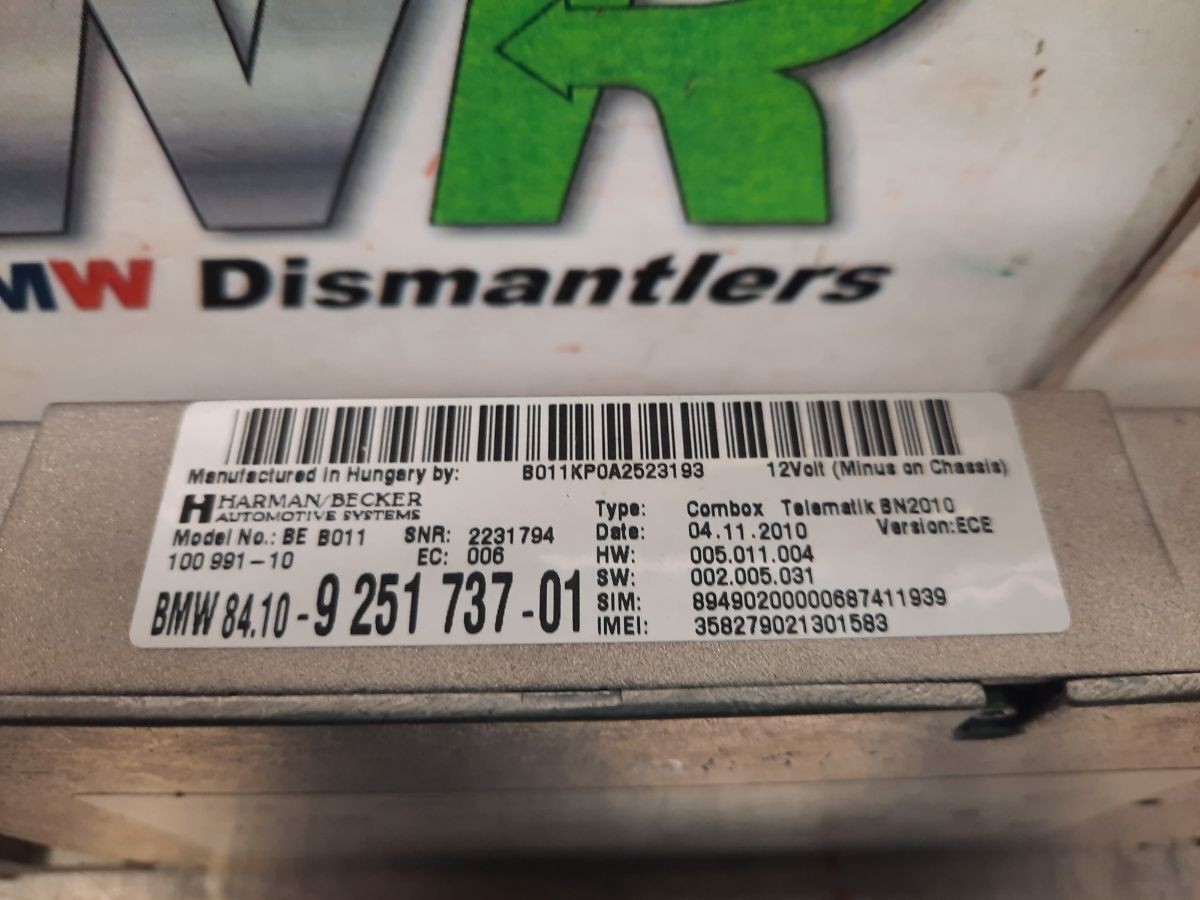 NR
MW Dismantlers
Manufactured in Hungary by: B011KP0A2523193 12Volt (Minus on Chassis)
HARMAN/BECKER
AUTOMOTIVE SYSTEMS
Type: Combox Telematik BN2010
Model No.: BE B011 SNR: 2231794 Date: 04.11.2010 Version:ECE
100 991-10 EC: 006 HW: 005.011.004
SW: 002.005.031
BMW 84.10-9 251 737-01 SIM: 89490200000687411939
IMEI: 358279021301583